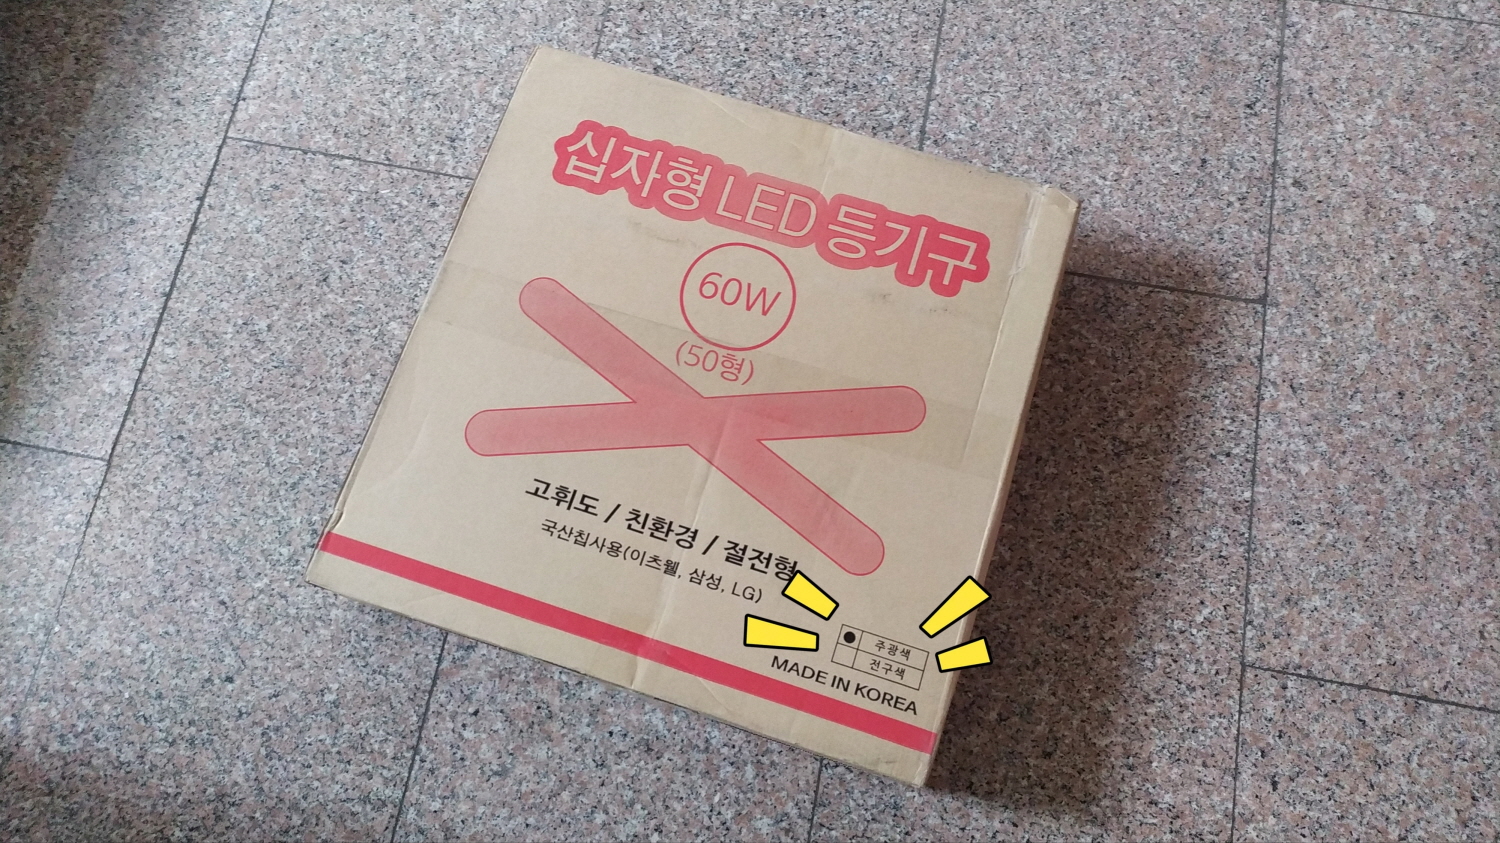 십자형 LED 등기구
60W
(50형)
고휘도 / 친환경 / 절전형
국산칩사용(이츠웰, 삼성, LG)
주광색
전구색
MADE IN KOREA